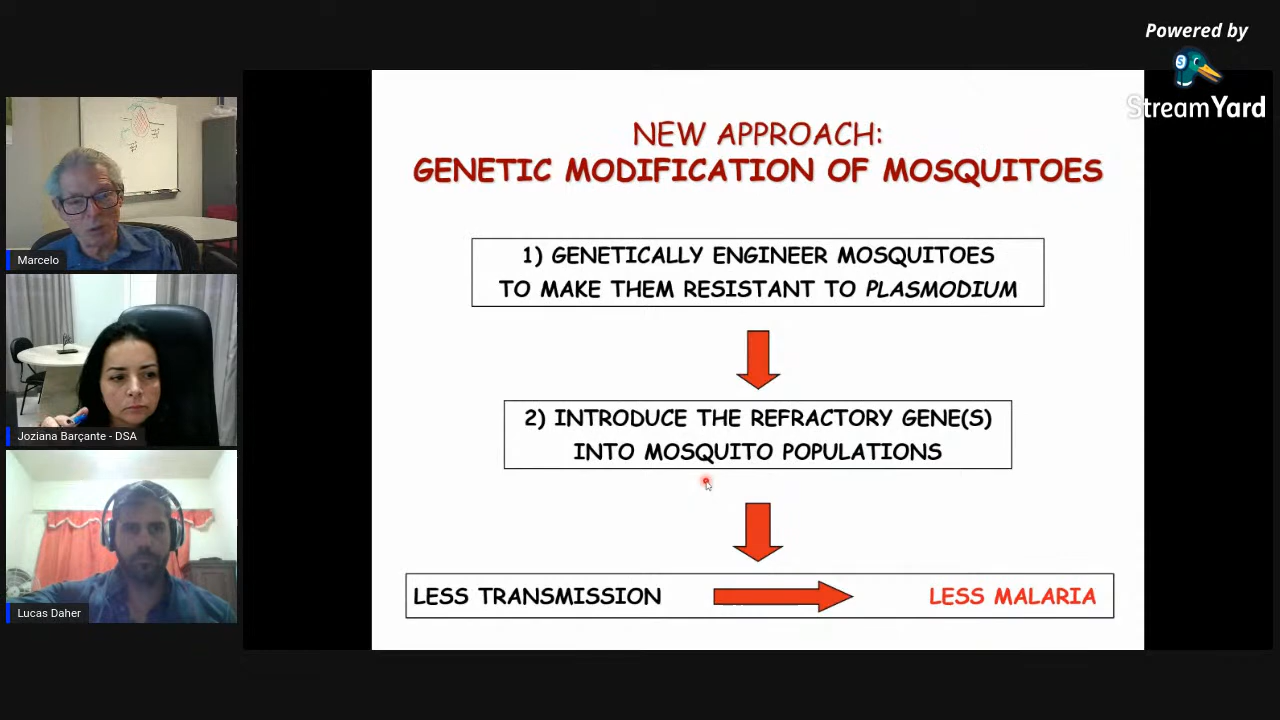 Powered by
StreamYard
Marcelo
Joziana Barçante - DSA
Lucas Daher
NEW APPROACH:
GENETIC MODIFICATION OF MOSQUITOES
1) GENETICALLY ENGINEER MOSQUITOES
TO MAKE THEM RESISTANT TO PLASMODIUM
2) INTRODUCE THE REFRACTORY GENE(S)
INTO MOSQUITO POPULATIONS
LESS TRANSMISSION
LESS MALARIA